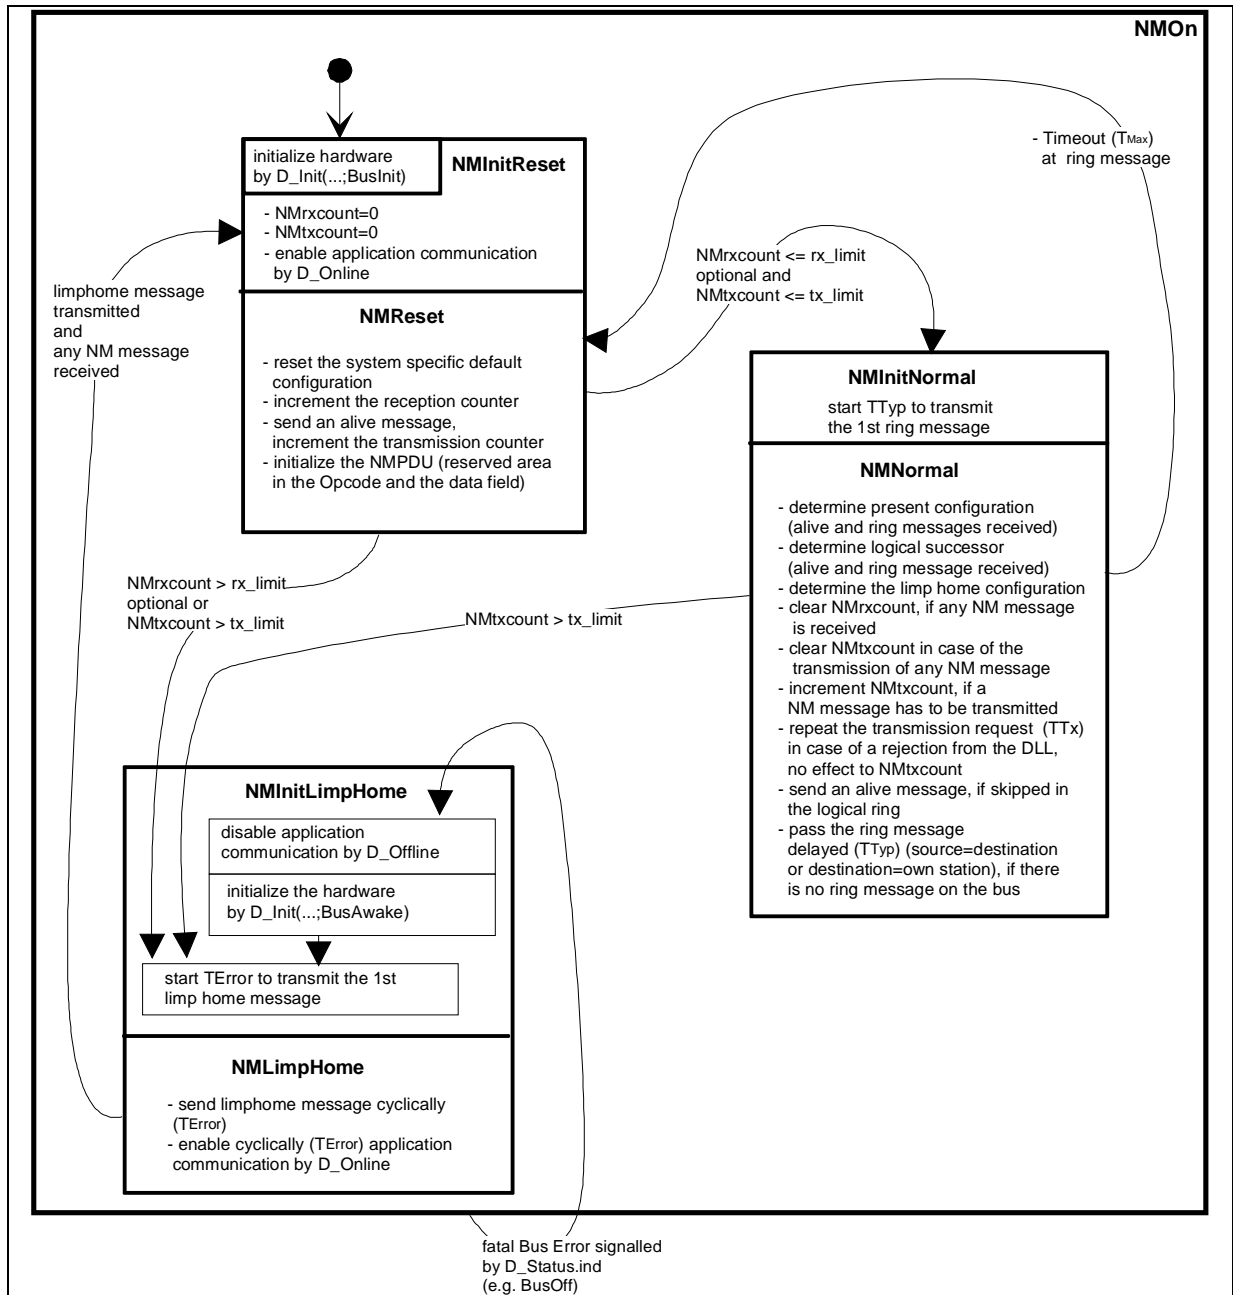 NMOn
initialize hardware
by D_Init(...;BusInit)
NMInitReset
- NMrxcount=0
- NMtxcount=0
- enable application communication
by D_Online
NMReset
- reset the system specific default
configuration
- increment the reception counter
- send an alive message,
increment the transmission counter
- initialize the NMPDU (reserved area
in the Opcode and the data field)
limphome message
transmitted
and
any NM message
received
- Timeout (TMax)
at ring message
NMrxcount <= rx_limit
optional and
NMtxcount <= tx_limit
NMInitNormal
start TTyp to transmit
the 1st ring message
NMNormal
- determine present configuration
(alive and ring messages received)
- determine logical successor
(alive and ring message received)
- determine the limp home configuration
- clear NMrxcount, if any NM message
is received
- clear NMtxcount in case of the
transmission of any NM message
- increment NMtxcount, if a
NM message has to be transmitted
- repeat the transmission request (TTx)
in case of a rejection from the DLL,
no effect to NMtxcount
- send an alive message, if skipped in
the logical ring
- pass the ring message
delayed (TTyp) (source=destination
or destination=own station), if there
is no ring message on the bus
NMrxcount > rx_limit
optional or
NMtxcount > tx_limit
NMtxcount > tx_limit
NMInitLimpHome
disable application
communication by D_Offline
initialize the hardware
by D_Init(...;BusAwake)
start TError to transmit the 1st
limp home message
NMLimpHome
- send limphome message cyclically
(TError)
- enable cyclically (TError) application
communication by D_Online
fatal Bus Error signalled
by D_Status.ind
(e.g. BusOff)